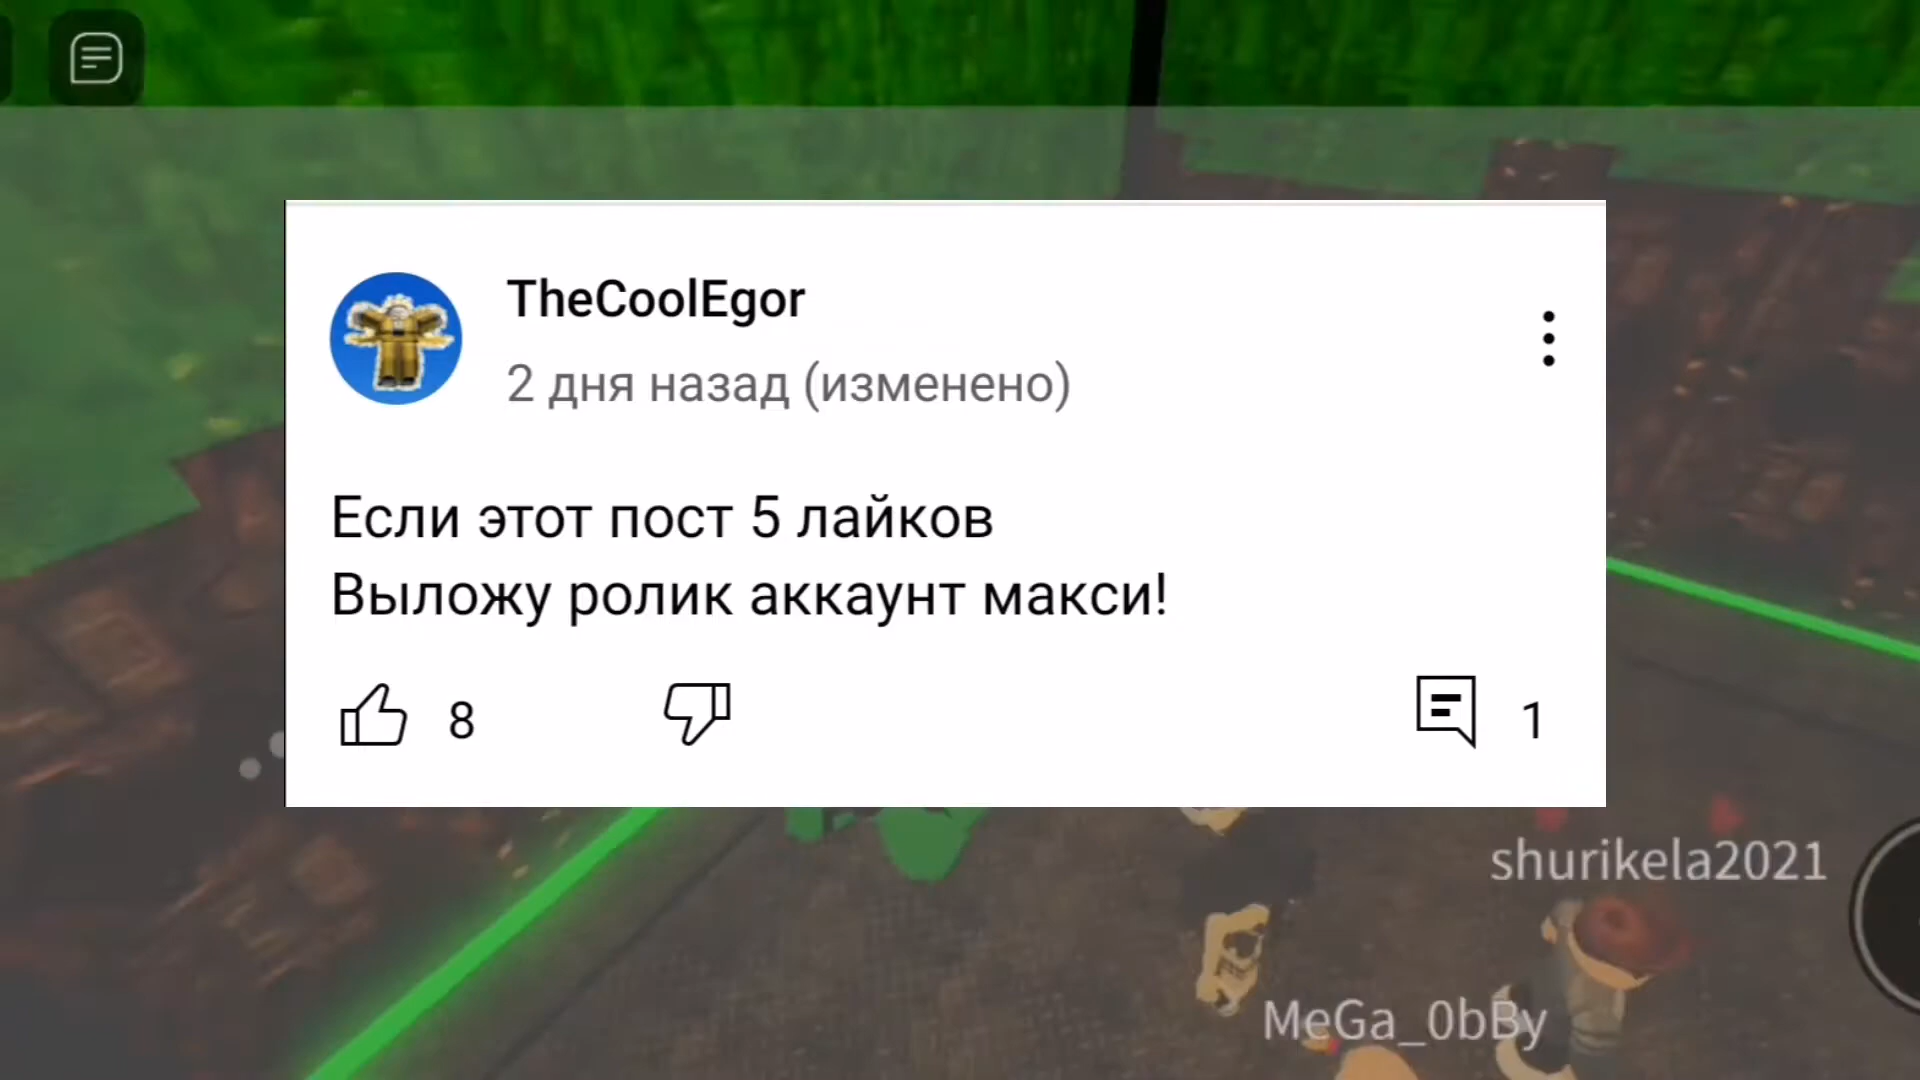 TheCoolEgor
2 дня назад (изменено)
Если этот пост 5 лайков
Выложу ролик аккаунт макси!
8
1
shurikela2021
MeGa_0bBy